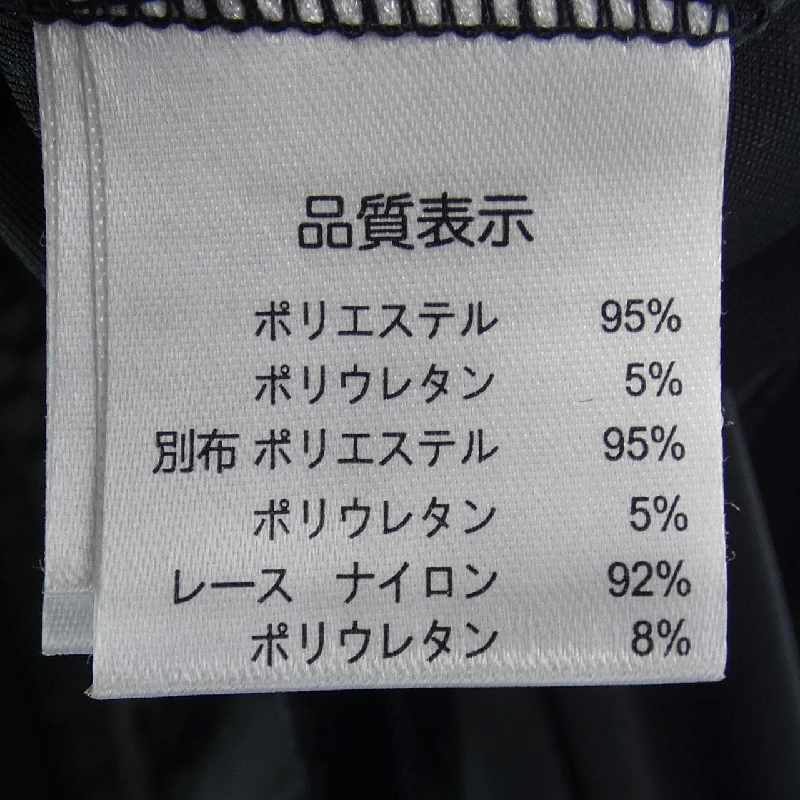 品質表示
ポリエステル 95%
ポリウレタン 5%
別布 ポリエステル 95%
ポリウレタン 5%
レース ナイロン 92%
ポリウレタン 8%